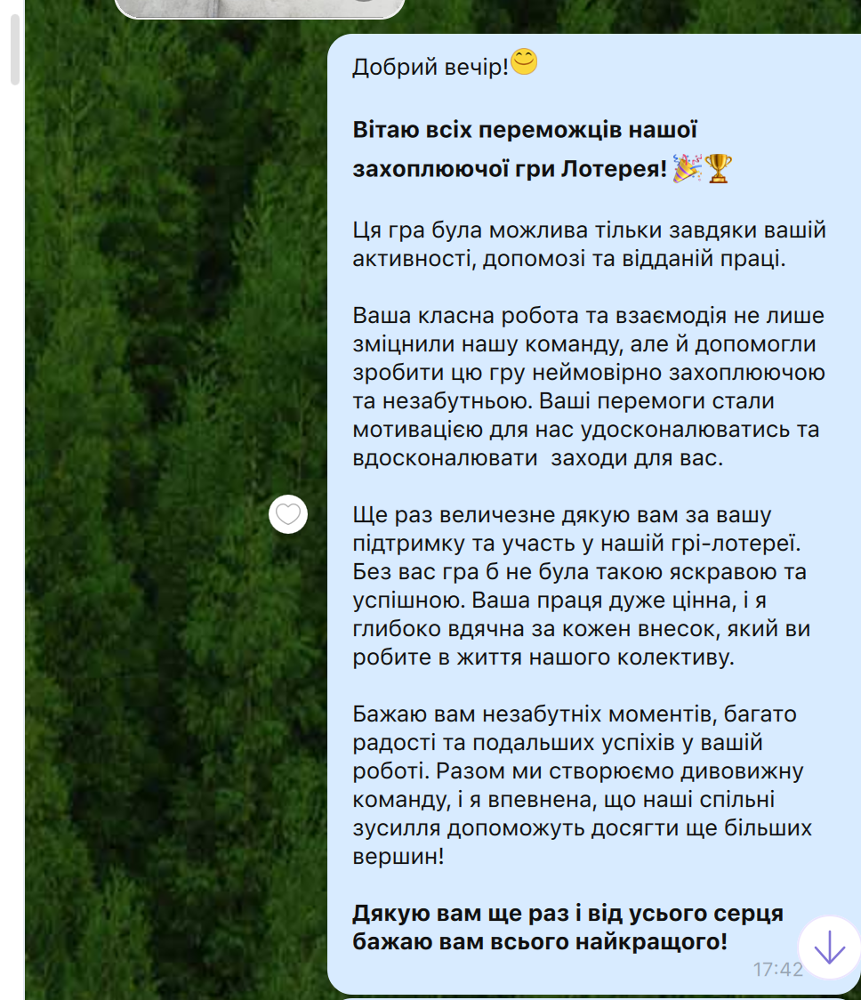 Добрий вечір!😊
Вітаю всіх переможців нашої
захоплюючої гри Лотерея! 🎉🏆
Ця гра була можлива тільки завдяки вашій
активності, допомозі та відданій праці.
Ваша класна робота та взаємодія не лише
зміцнили нашу команду, але й допомогли
зробити цю гру неймовірно захоплюючою
та незабутньою. Ваші перемоги стали
мотивацією для нас удосконалюватись та
вдосконалювати  заходи для вас.
Ще раз величезне дякую вам за вашу
підтримку та участь у нашій грі-лотереї.
Без вас гра б не була такою яскравою та
успішною. Ваша праця дуже цінна, і я
глибоко вдячна за кожен внесок, який ви
робите в життя нашого колективу.
Бажаю вам незабутніх моментів, багато
радості та подальших успіхів у вашій
роботі. Разом ми створюємо дивовижну
команду, і я впевнена, що наші спільні
зусилля допоможуть досягти ще більших
вершин!
Дякую вам ще раз і від усього серця
бажаю вам всього найкращого!
17:42